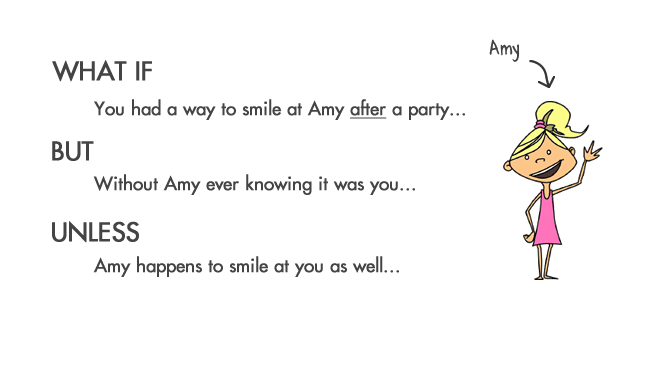 Amy
WHAT IF
You had a way to smile at Amy after a party...
BUT
Without Amy ever knowing it was you...
UNLESS
Amy happens to smile at you as well...